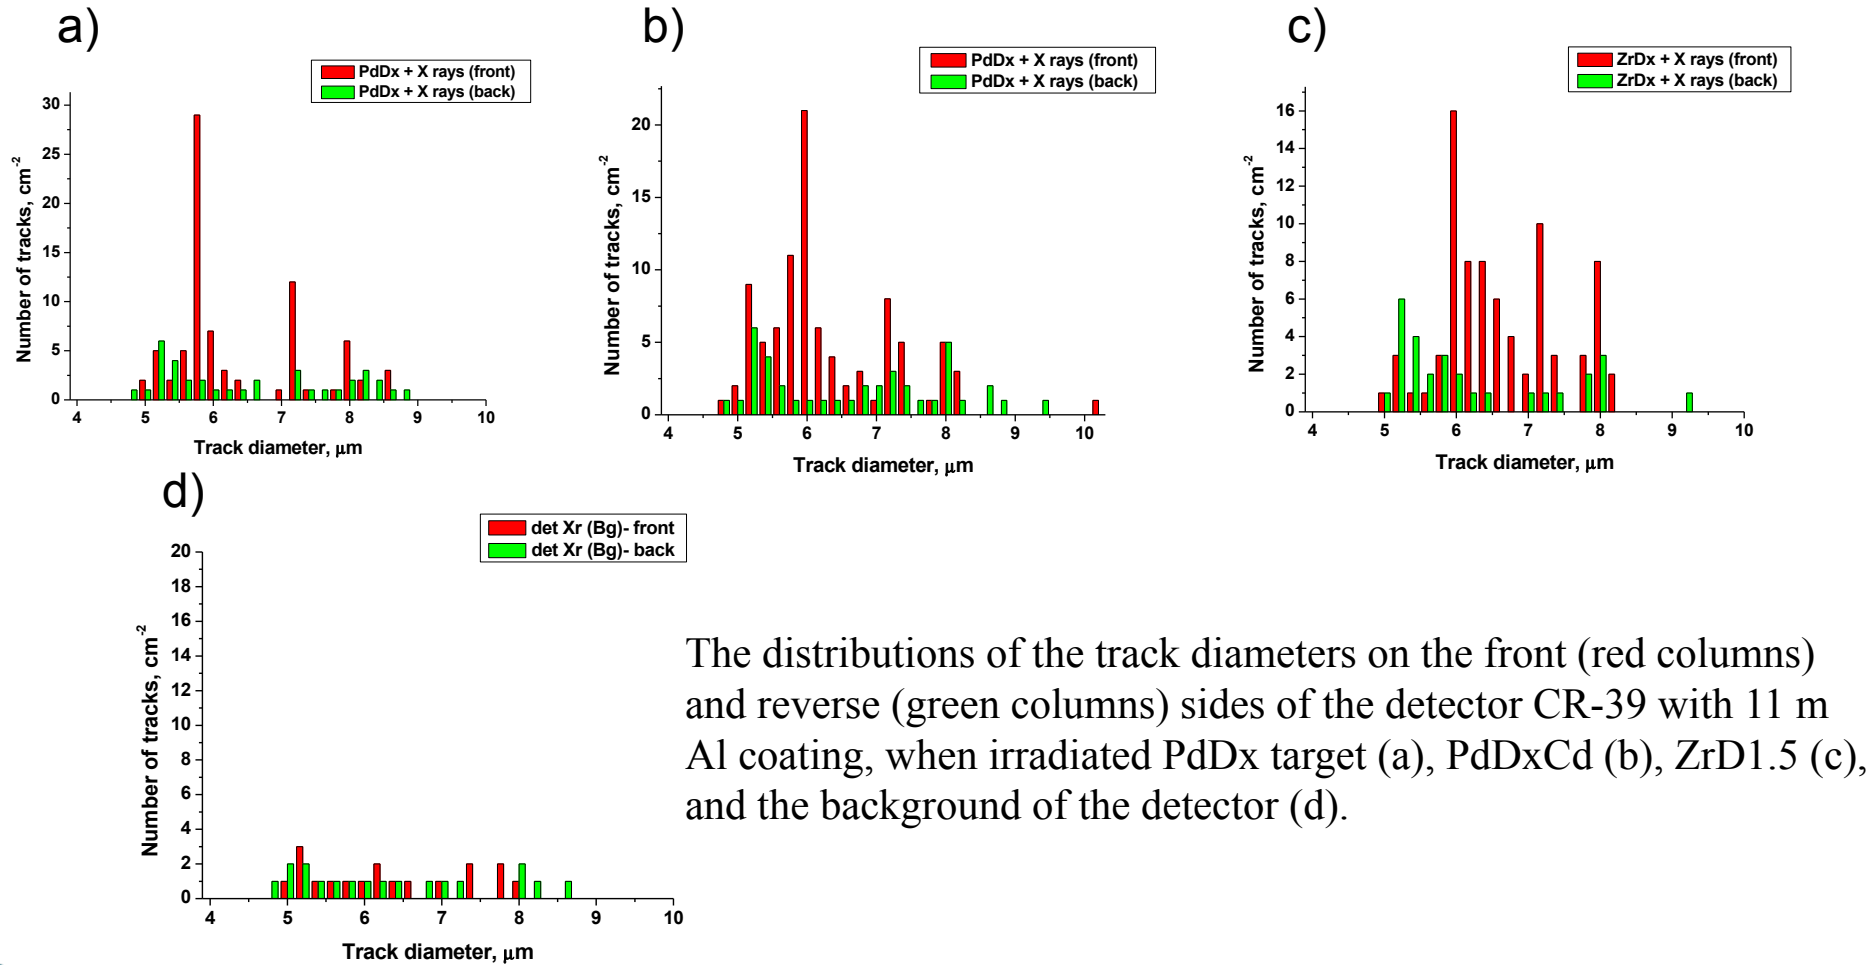 a)
PdDx + X rays (front)
PdDx + X rays (back)
Number of tracks, cm-2
30
25
20
15
10
5
0
4 5 6 7 8 9 10
Track diameter, μm
b)
PdDx + X rays (front)
PdDx + X rays (back)
Number of tracks, cm-2
20
15
10
5
0
4 5 6 7 8 9 10
Track diameter, μm
c)
ZrDx + X rays (front)
ZrDx + X rays (back)
Number of tracks, cm-2
16
14
12
10
8
6
4
2
0
4 5 6 7 8 9 10
Track diameter, μm
d)
det Xr (Bg)- front
det Xr (Bg)- back
Number of tracks, cm-2
20
18
16
14
12
10
8
6
4
2
0
4 5 6 7 8 9 10
Track diameter, μm
The distributions of the track diameters on the front (red columns)
and reverse (green columns) sides of the detector CR-39 with 11 m
Al coating, when irradiated PdDx target (a), PdDxCd (b), ZrD1.5 (c),
and the background of the detector (d).